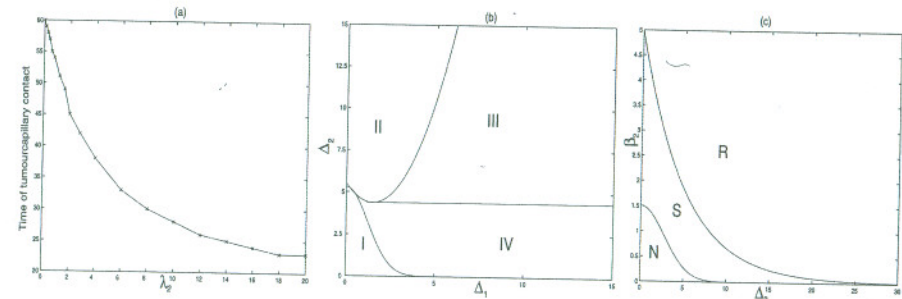 (a)
60
55
50
45
40
35
30
25
20
Time of tumourcapillary contact
0 2 4 6 8 10 12 14 16 18 20
λ₂
(b)
15
12.5
10
7.5
5
2.5
0
Δ₂
II
III
I
IV
0 5 10 15
Δ₁
(c)
5
4.5
4
3.5
3
2.5
2
1.5
1
0.5
0
β₂
R
S
N
0 5 10 15 20 25 30